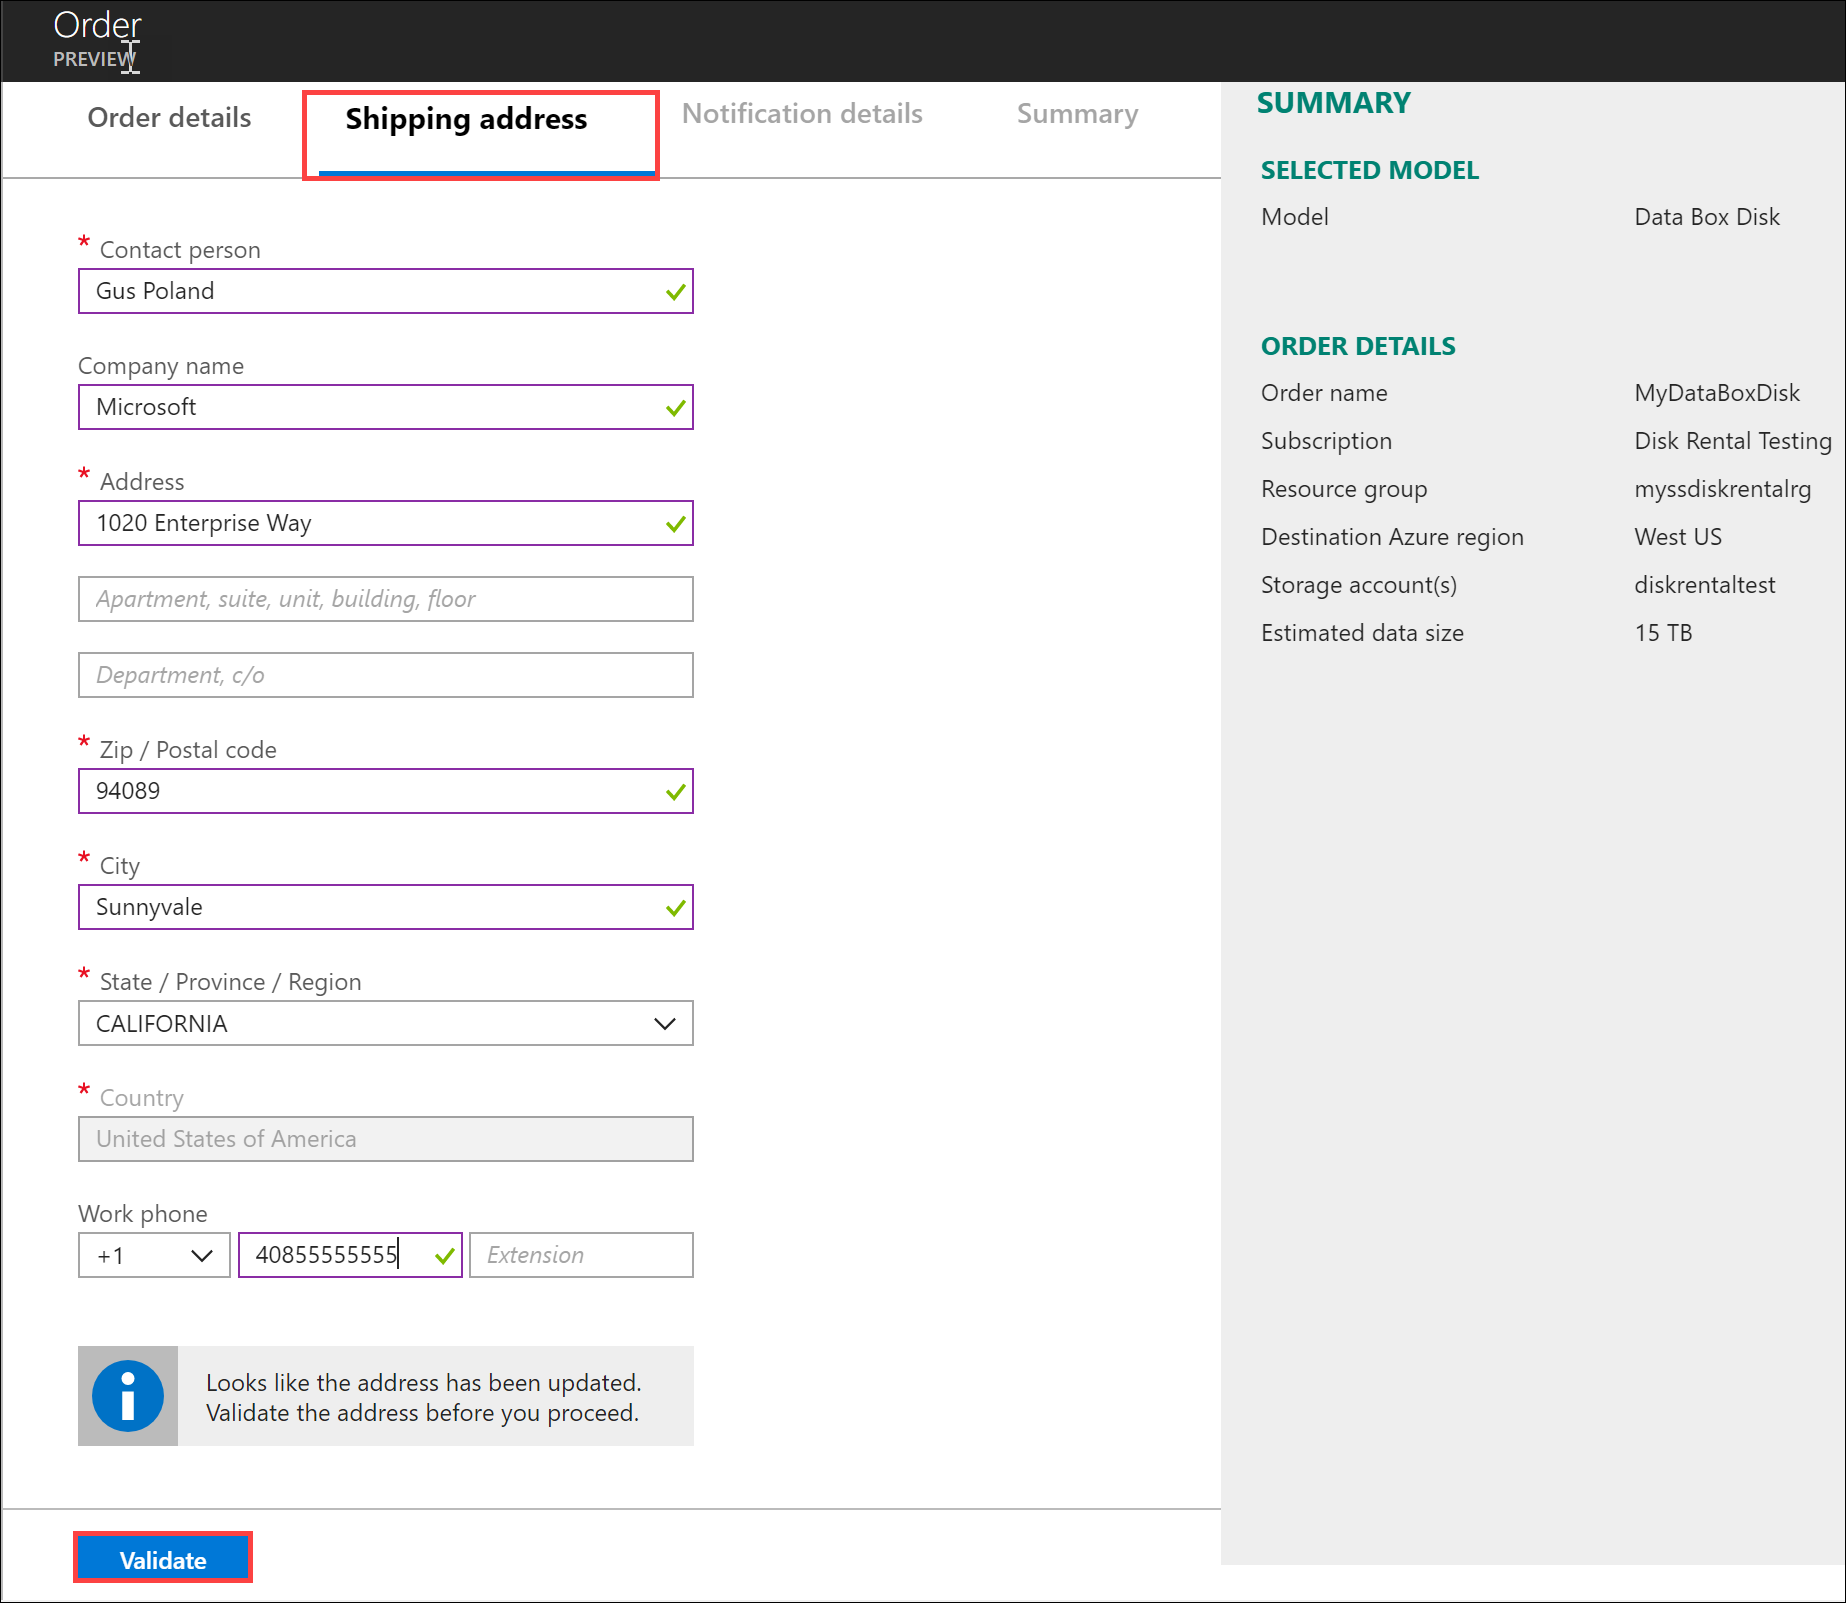 Order
PREVIEW
Order details
Shipping address
Notification details
Summary
* Contact person
Gus Poland
Company name
Microsoft
* Address
1020 Enterprise Way
Apartment, suite, unit, building, floor
Department, c/o
* Zip / Postal code
94089
* City
Sunnyvale
* State / Province / Region
CALIFORNIA
* Country
United States of America
Work phone
+1 40855555555 Extension
Looks like the address has been updated.
Validate the address before you proceed.
Validate
SUMMARY
SELECTED MODEL
Model Data Box Disk
ORDER DETAILS
Order name MyDataBoxDisk
Subscription Disk Rental Testing
Resource group myssdiskrentalrg
Destination Azure region West US
Storage account(s) diskrentaltest
Estimated data size 15 TB